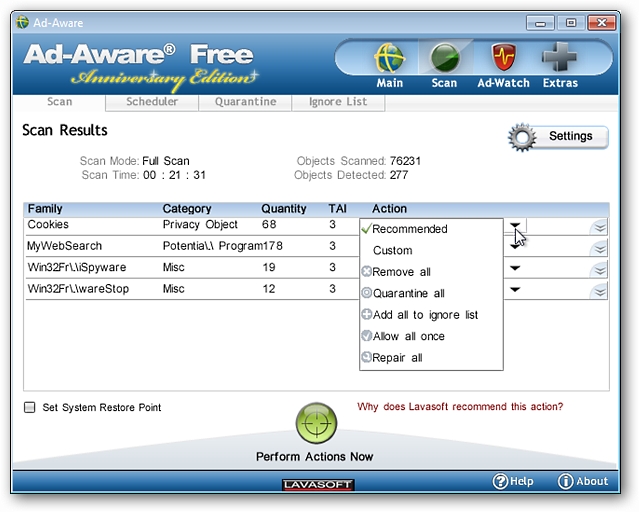 Ad-Aware
Ad-Aware® Free
Anniversary Edition
Main Scan Ad-Watch Extras
Scan Scheduler Quarantine Ignore List
Scan Results
Settings
Scan Mode: Full Scan Objects Scanned: 76231
Scan Time: 00 : 21 : 31 Objects Detected: 277
Family Category Quantity TAI Action
Cookies Privacy Object 68 3 Recommended
MyWebSearch Potentia\.\ Program 178 3 Custom
Win32Fr\.\iSpyware Misc 19 3 Remove all
Win32Fr\.\wareStop Misc 12 3 Quarantine all
Add all to ignore list
Allow all once
Repair all
Set System Restore Point
Why does Lavasoft recommend this action?
Perform Actions Now
LAVASOFT
Help About